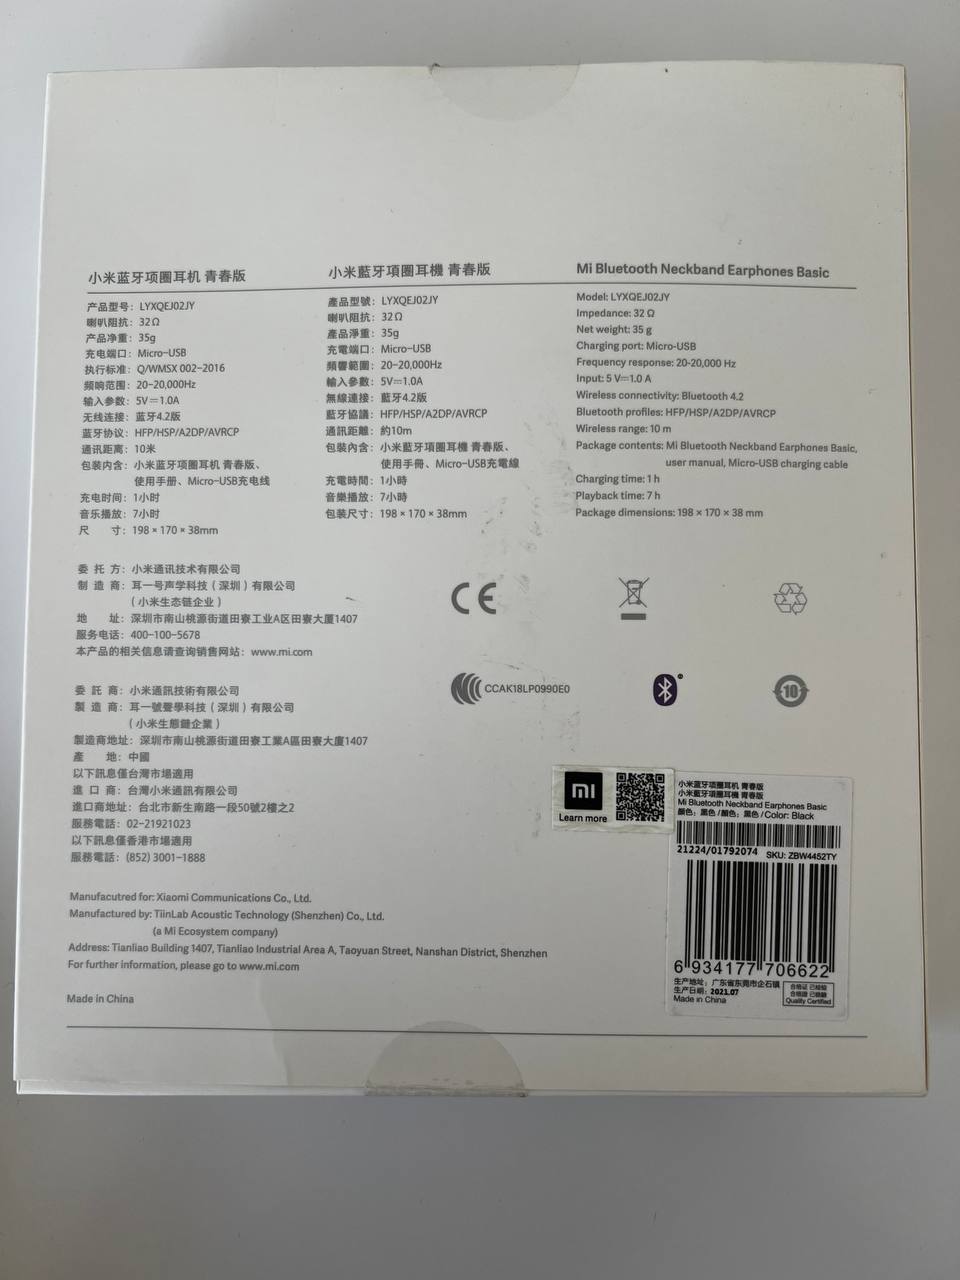 小米蓝牙项圈耳机 青春版
产品型号：LYXQEJ02JY
喇叭阻抗：32Ω
产品净重：35g
充电端口：Micro-USB
执行标准：Q/WMSX 002-2016
频响范围：20-20,000Hz
输入参数：5V⎓1.0A
无线连接：蓝牙4.2版
蓝牙协议：HFP/HSP/A2DP/AVRCP
通讯距离：10米
包装内含：小米蓝牙项圈耳机 青春版、
使用手册、Micro-USB充电线
充电时间：1小时
音乐播放：7小时
尺 寸：198 × 170 × 38mm
小米藍牙項圈耳機 青春版
產品型號：LYXQEJ02JY
喇叭阻抗：32Ω
產品淨重：35g
充電端口：Micro-USB
頻響範圍：20-20,000Hz
輸入參數：5V⎓1.0A
無線連接：藍牙4.2版
藍牙協議：HFP/HSP/A2DP/AVRCP
通訊距離：約10m
包裝內含：小米藍牙項圈耳機 青春版、
使用手冊、Micro-USB充電線
充電時間：1小時
音樂播放：7小時
包裝尺寸：198 × 170 × 38mm
Mi Bluetooth Neckband Earphones Basic
Model: LYXQEJ02JY
Impedance: 32 Ω
Net weight: 35 g
Charging port: Micro-USB
Frequency response: 20-20,000 Hz
Input: 5 V⎓1.0 A
Wireless connectivity: Bluetooth 4.2
Bluetooth profiles: HFP/HSP/A2DP/AVRCP
Wireless range: 10 m
Package contents: Mi Bluetooth Neckband Earphones Basic,
user manual, Micro-USB charging cable
Charging time: 1 h
Playback time: 7 h
Package dimensions: 198 × 170 × 38 mm
委 托 方：小米通讯技术有限公司
制 造 商：耳一号声学科技（深圳）有限公司
（小米生态链企业）
地 址：深圳市南山桃源街道田寮工业A区田寮大厦1407
服务电话：400-100-5678
本产品的相关信息请查询销售网站：www.mi.com
委 託 商：小米通訊技術有限公司
製 造 商：耳一號聲學科技（深圳）有限公司
（小米生態鏈企業）
製造商地址：深圳市南山桃源街道田寮工業A區田寮大廈1407
產 地：中國
以下訊息僅台灣市場適用
進 口 商：台灣小米通訊有限公司
進口商地址：台北市新生南路一段50號2樓之2
服務電話：02-21921023
以下訊息僅香港市場適用
服務電話：(852) 3001-1888
CE
CCAK18LP0990E0
10
Manufacutred for: Xiaomi Communications Co., Ltd.
Manufactured by: TiinLab Acoustic Technology (Shenzhen) Co., Ltd.
(a Mi Ecosystem company)
Address: Tianliao Building 1407, Tianliao Industrial Area A, Taoyuan Street, Nanshan District, Shenzhen
For further information, please go to www.mi.com
Made in China
mi
Learn more
小米蓝牙项圈耳机 青春版
小米藍牙項圈耳機 青春版
Mi Bluetooth Neckband Earphones Basic
颜色：黑色 / 顏色：黑色 / Color: Black
21224/01792074 SKU: ZBW4452TY
6 934177 706622
生产地址：广东省东莞市企石镇
生产日期：2021.07
Made in China
合格证 已检验
合格證 已檢驗
Quality Certified